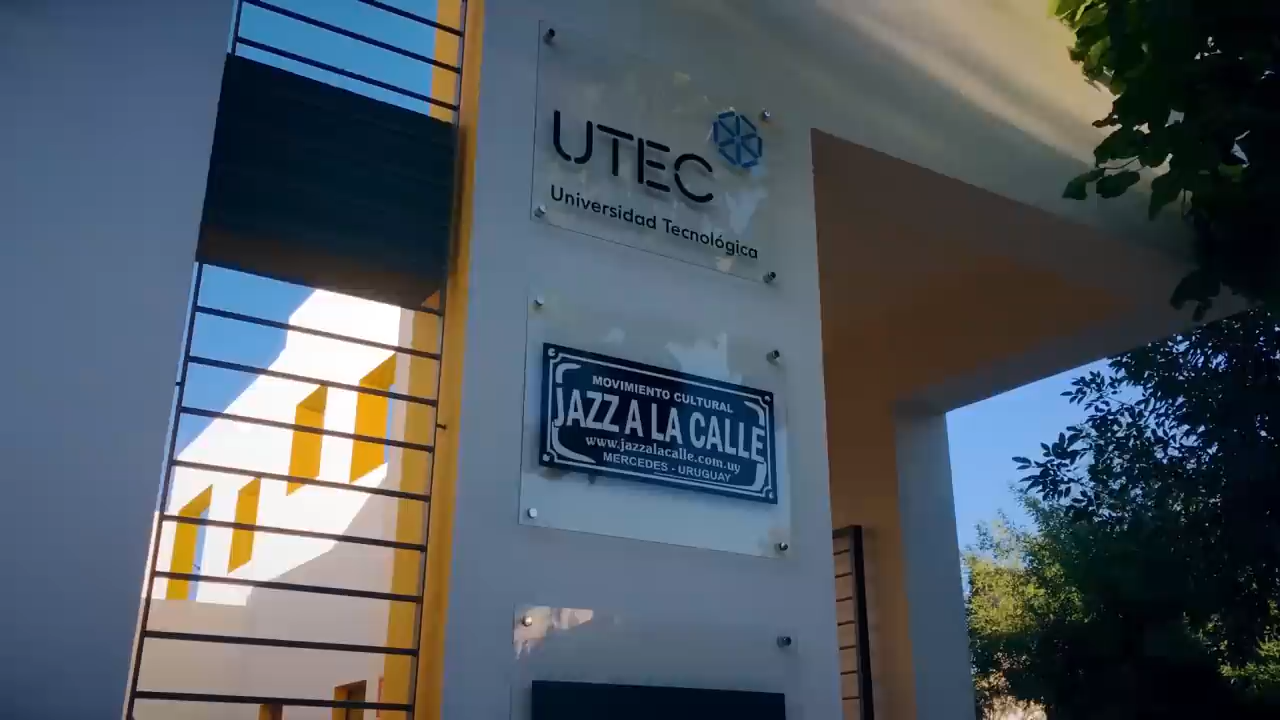 UTEC
Universidad Tecnológica
MOVIMIENTO CULTURAL
JAZZ A LA CALLE
www.jazzalacalle.com.uy
MERCEDES - URUGUAY